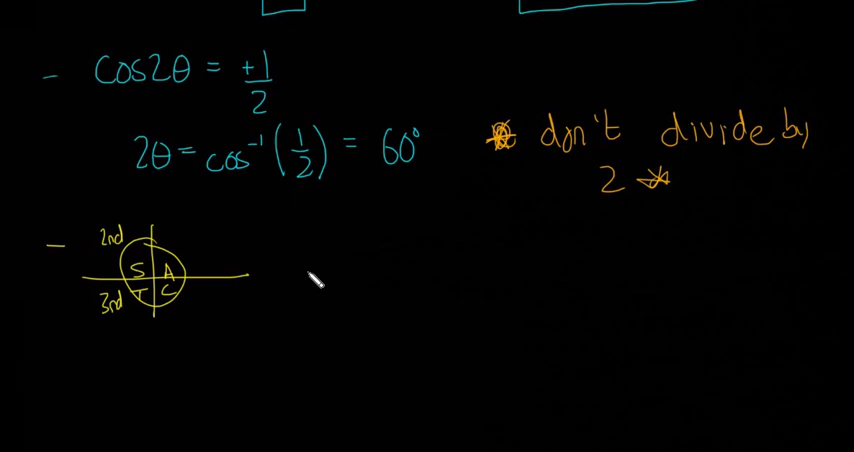 - cos2θ = +1/2
2θ = cos⁻¹(1/2) = 60°
* don't divide by
2 *
- 2nd
S A
3rd T C